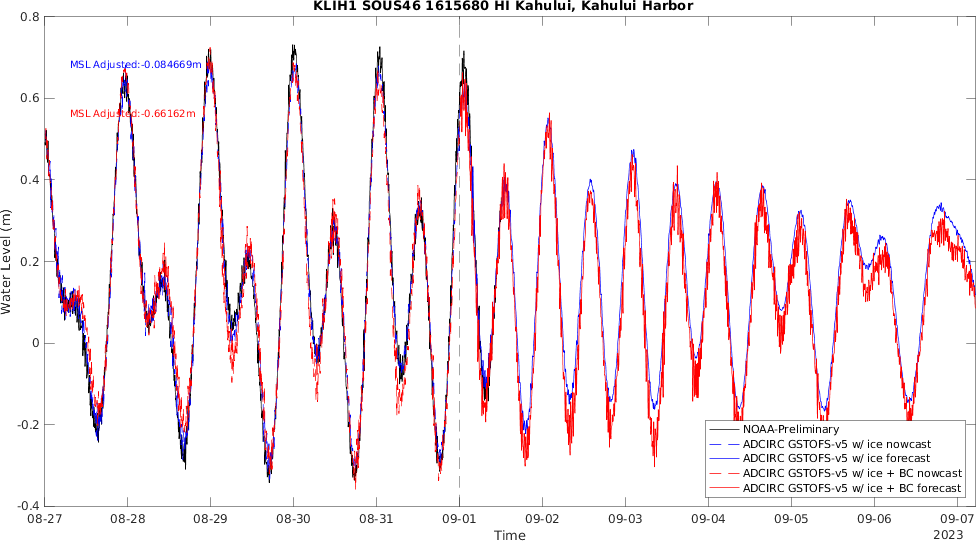 KLIH1 SOUS46 1615680 HI Kahului, Kahului Harbor
0.8
MSL Adjusted:-0.084669m
0.6
MSL Adjusted:-0.66162m
0.4
Water Level (m)
0.2
0
-0.2
NOAA-Preliminary
ADCIRC GSTOFS-v5 w/ ice nowcast
ADCIRC GSTOFS-v5 w/ ice forecast
ADCIRC GSTOFS-v5 w/ ice + BC nowcast
ADCIRC GSTOFS-v5 w/ ice + BC forecast
-0.4
08-27 08-28 08-29 08-30 08-31 09-01 09-02 09-03 09-04 09-05 09-06 09-07
Time
2023